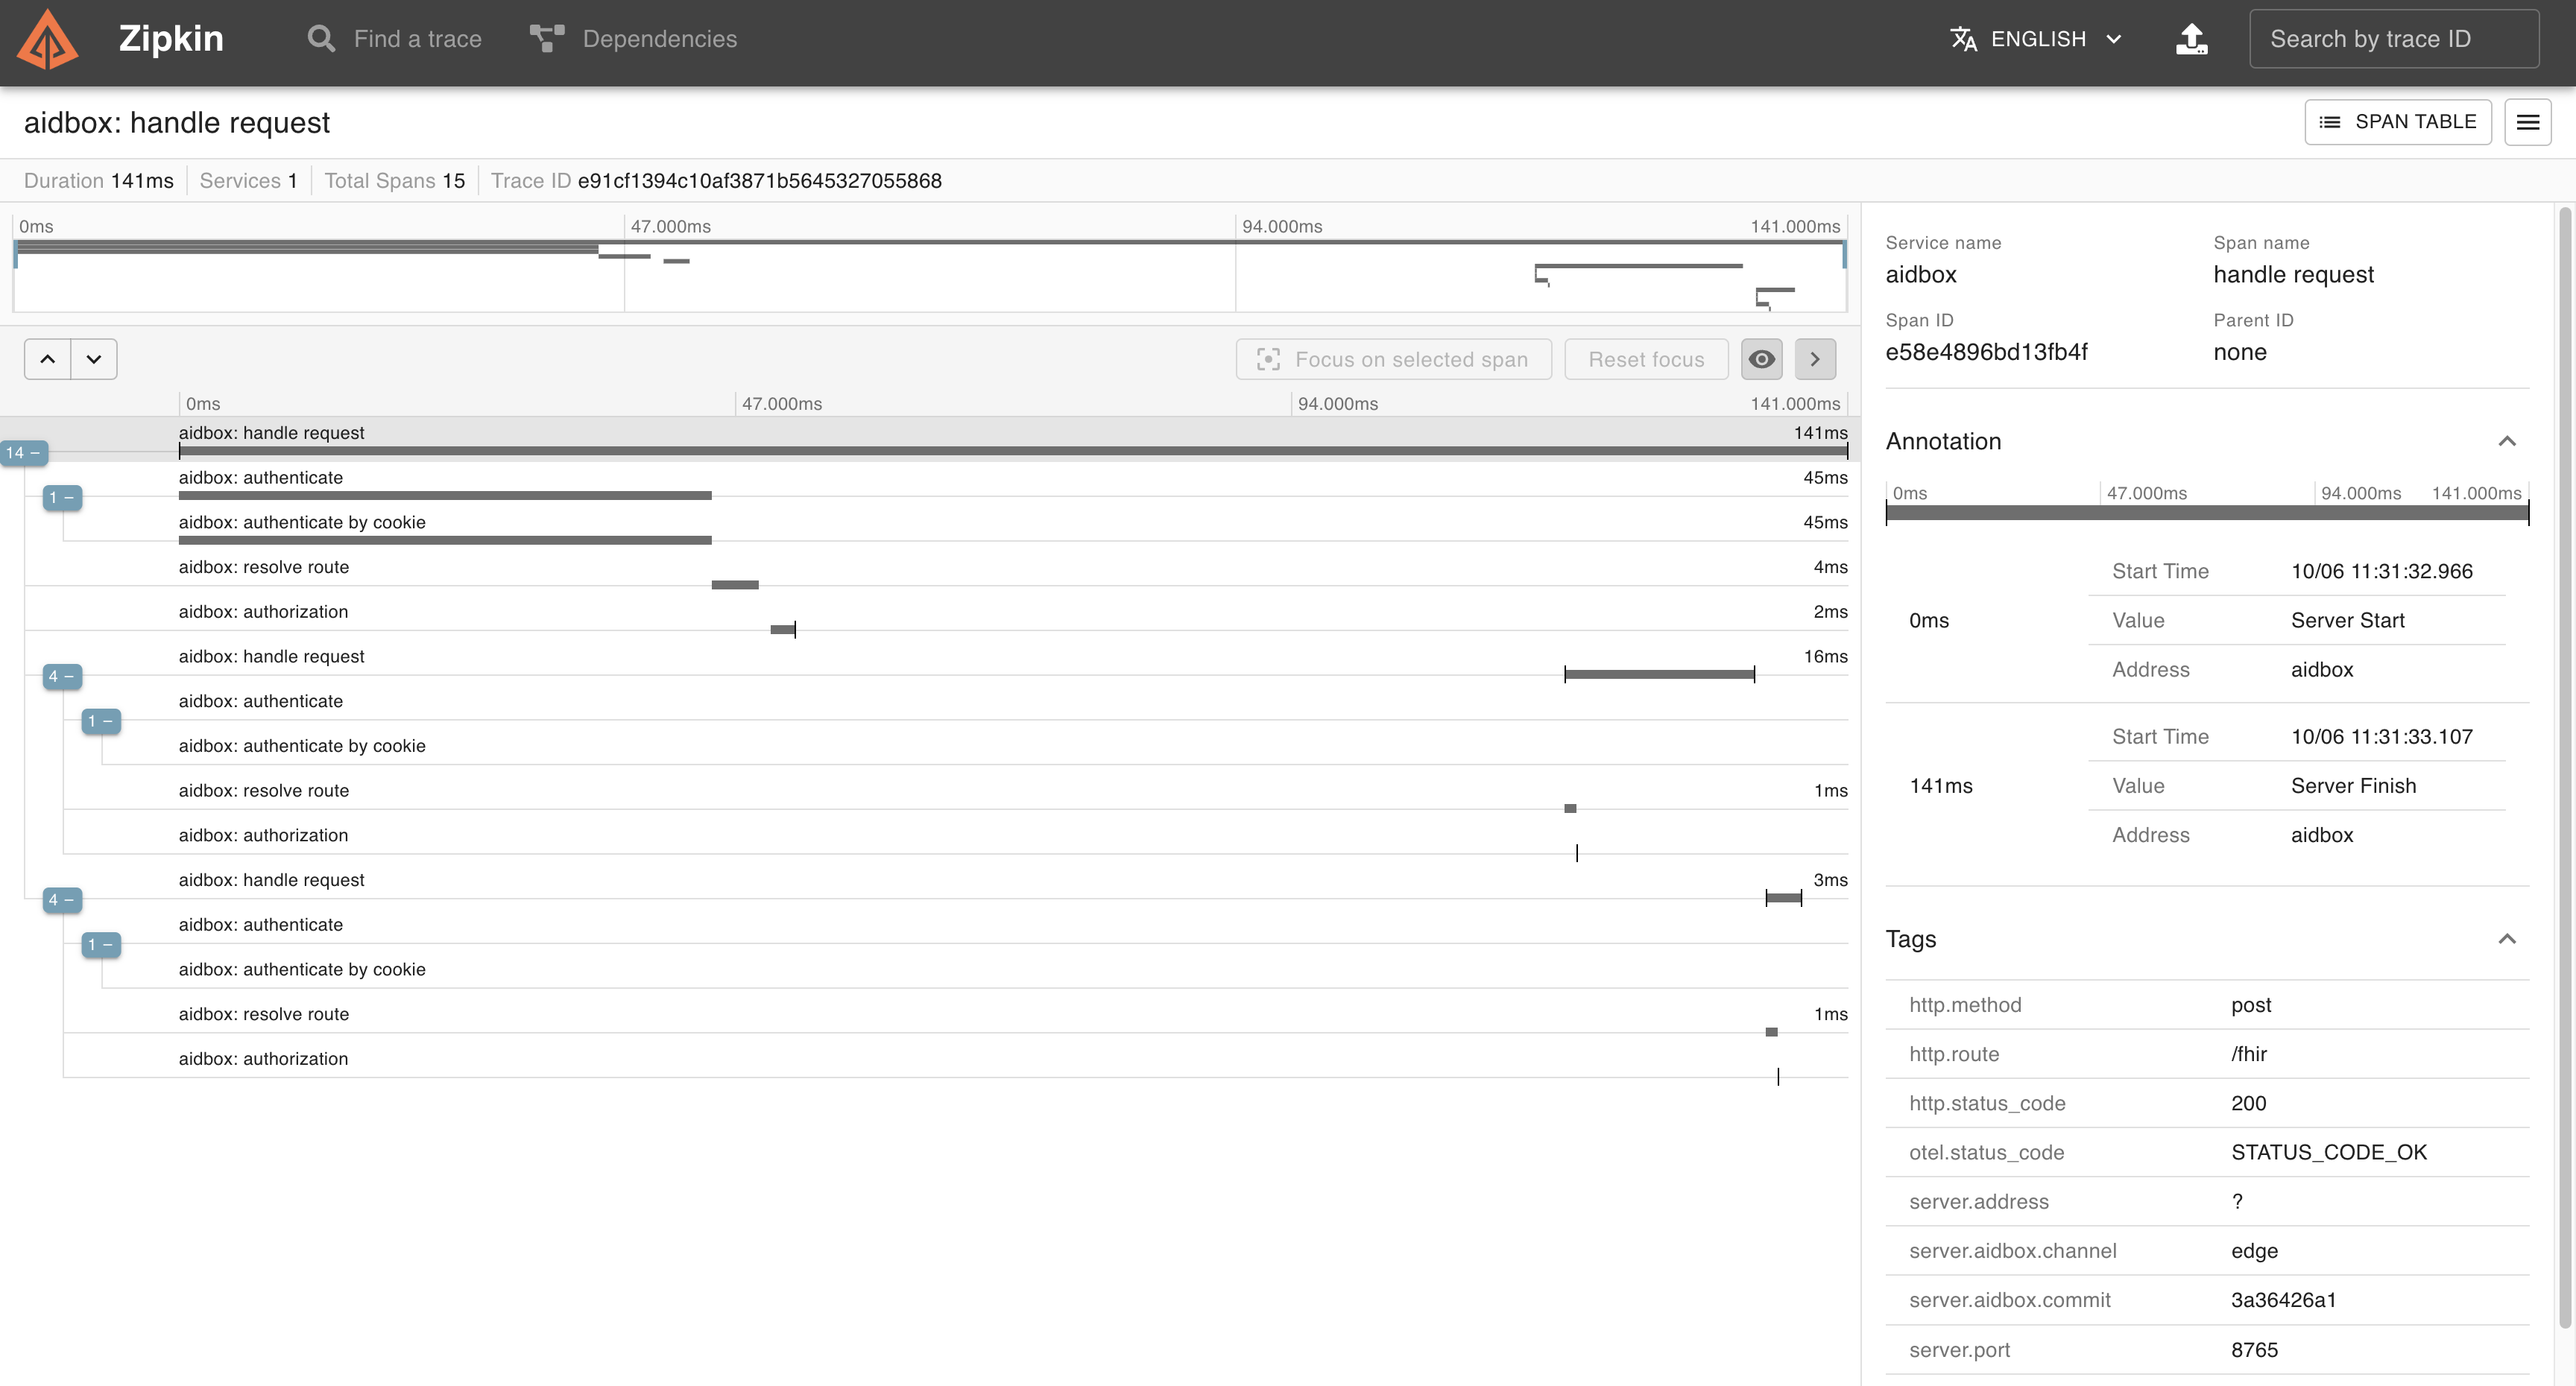 Zipkin
Find a trace
Dependencies
ENGLISH
Search by trace ID
aidbox: handle request
SPAN TABLE
Duration 141ms Services 1 Total Spans 15 Trace ID e91cf1394c10af3871b5645327055868
0ms 47.000ms 94.000ms 141.000ms
Focus on selected span
Reset focus
0ms 47.000ms 94.000ms 141.000ms
aidbox: handle request 141ms
14 −
aidbox: authenticate 45ms
1 −
aidbox: authenticate by cookie 45ms
aidbox: resolve route 4ms
aidbox: authorization 2ms
aidbox: handle request 16ms
4 −
aidbox: authenticate
1 −
aidbox: authenticate by cookie
aidbox: resolve route 1ms
aidbox: authorization
aidbox: handle request 3ms
4 −
aidbox: authenticate
1 −
aidbox: authenticate by cookie
aidbox: resolve route 1ms
aidbox: authorization
Service name Span name
aidbox handle request
Span ID Parent ID
e58e4896bd13fb4f none
Annotation
0ms 47.000ms 94.000ms 141.000ms
Start Time 10/06 11:31:32.966
0ms Value Server Start
Address aidbox
Start Time 10/06 11:31:33.107
141ms Value Server Finish
Address aidbox
Tags
http.method post
http.route /fhir
http.status_code 200
otel.status_code STATUS_CODE_OK
server.address ?
server.aidbox.channel edge
server.aidbox.commit 3a36426a1
server.port 8765